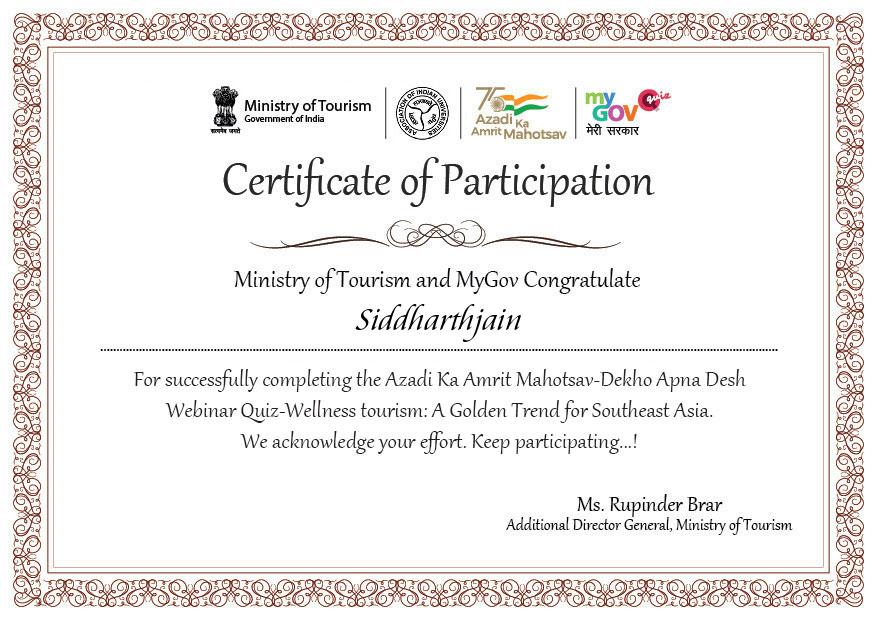 Ministry of Tourism
Government of India
सत्यमेव जयते
ASSOCIATION OF INDIAN UNIVERSITIES
75
Azadi Ka
Amrit Mahotsav
my
GOV
quiz
मेरी सरकार
Certificate of Participation
Ministry of Tourism and MyGov Congratulate
Siddharthjain
For successfully completing the Azadi Ka Amrit Mahotsav-Dekho Apna Desh
Webinar Quiz-Wellness tourism: A Golden Trend for Southeast Asia.
We acknowledge your effort. Keep participating...!
Ms. Rupinder Brar
Additional Director General, Ministry of Tourism